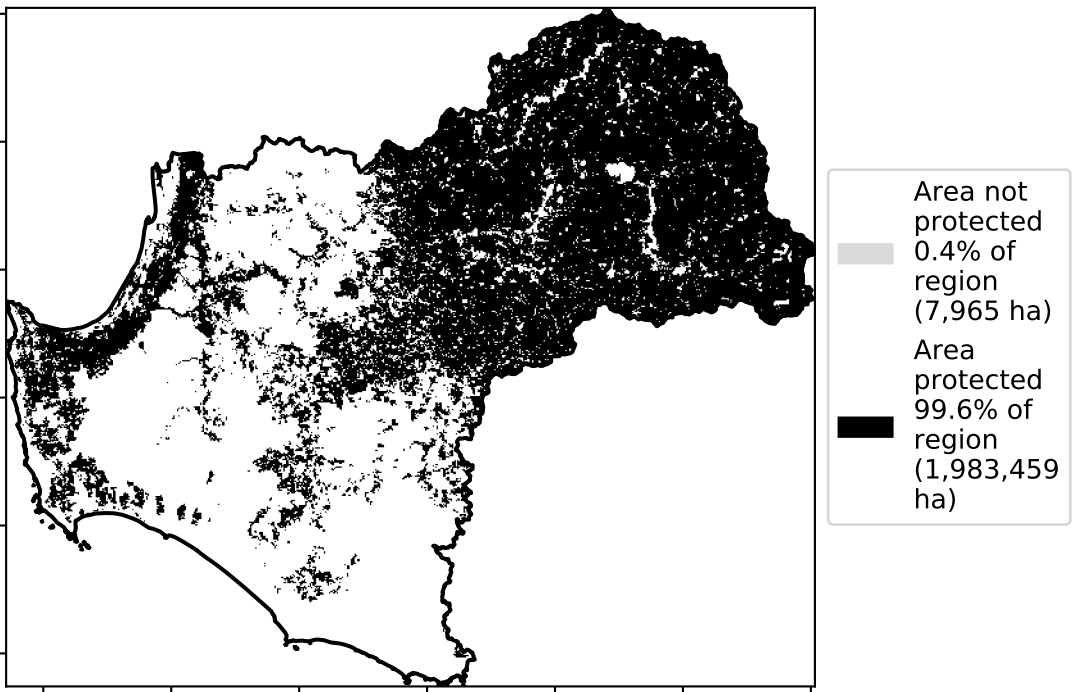 Area not
protected
0.4% of
region
(7,965 ha)
Area
protected
99.6% of
region
(1,983,459
ha)